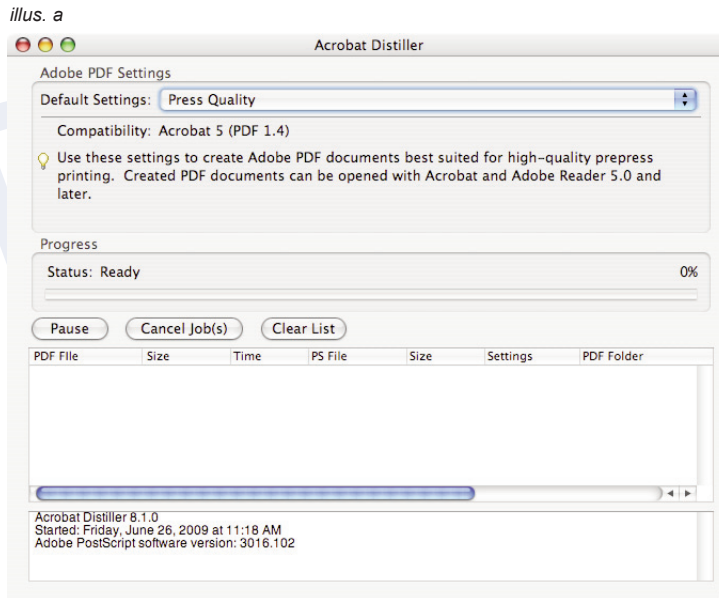 illus. a
Acrobat Distiller
Adobe PDF Settings
Default Settings: Press Quality
Compatibility: Acrobat 5 (PDF 1.4)
Use these settings to create Adobe PDF documents best suited for high-quality prepress
printing. Created PDF documents can be opened with Acrobat and Adobe Reader 5.0 and
later.
Progress
Status: Ready 0%
Pause Cancel Job(s) Clear List
PDF FIle Size Time PS File Size Settings PDF Folder
Acrobat Distiller 8.1.0
Started: Friday, June 26, 2009 at 11:18 AM
Adobe PostScript software version: 3016.102